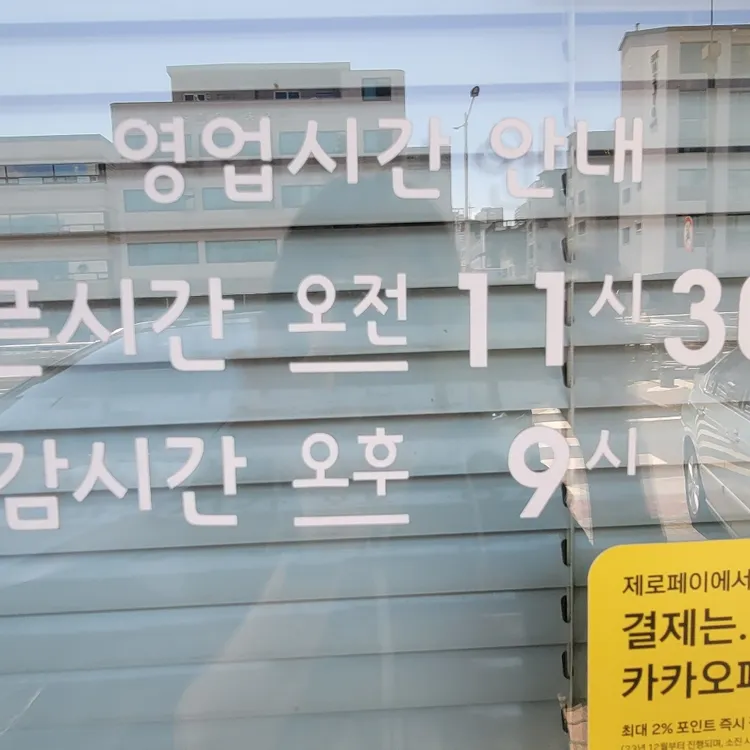 영업시간 안내
픈시간 오전 11시 30
감시간 오후 9시
제로페이에서
결제는..
카카오페
최대 2% 포인트 즉시